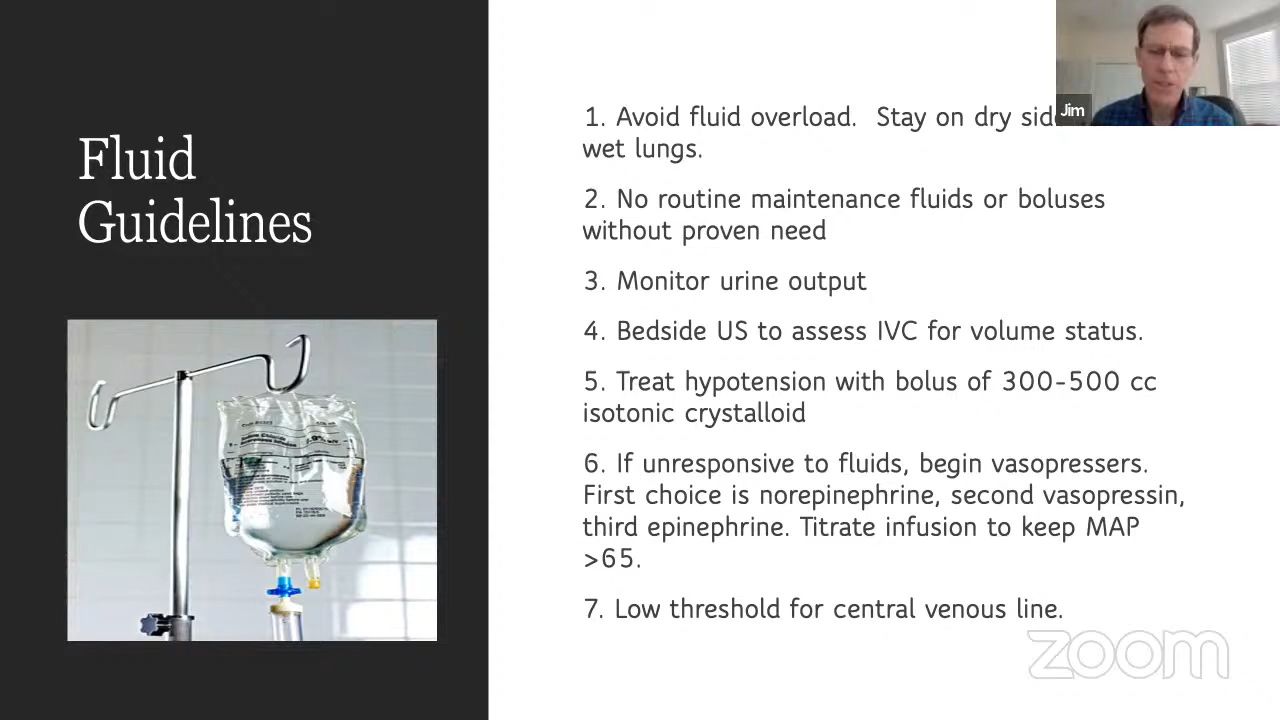 Fluid
Guidelines
1. Avoid fluid overload. Stay on dry
wet lungs.
2. No routine maintenance fluids or boluses
without proven need
3. Monitor urine output
4. Bedside US to assess IVC for volume status.
5. Treat hypotension with bolus of 300-500 cc
isotonic crystalloid
6. If unresponsive to fluids, begin vasopressers.
First choice is norepinephrine, second vasopressin,
third epinephrine. Titrate infusion to keep MAP
>65.
7. Low threshold for central venous line.
Jim
zoom